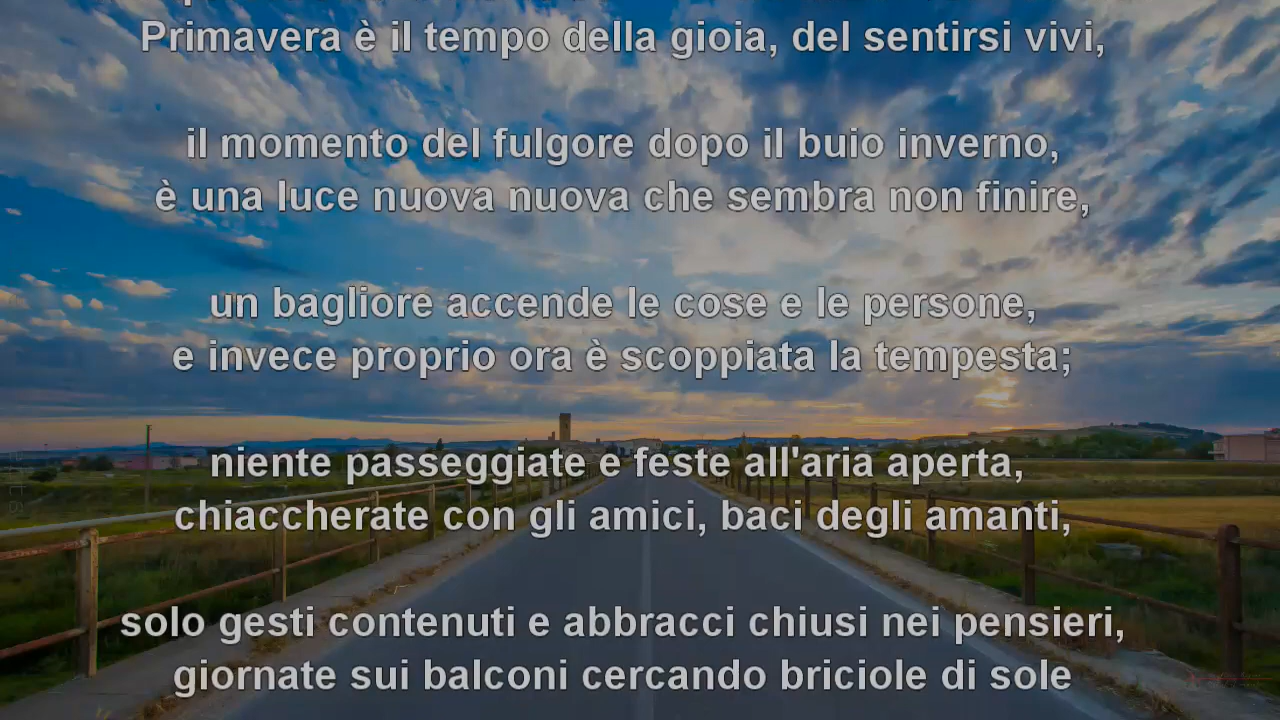 Primavera è il tempo della gioia, del sentirsi vivi,
il momento del fulgore dopo il buio inverno,
è una luce nuova nuova che sembra non finire,
un bagliore accende le cose e le persone,
e invece proprio ora è scoppiata la tempesta;
niente passeggiate e feste all'aria aperta,
chiaccherate con gli amici, baci degli amanti,
solo gesti contenuti e abbracci chiusi nei pensieri,
giornate sui balconi cercando briciole di sole